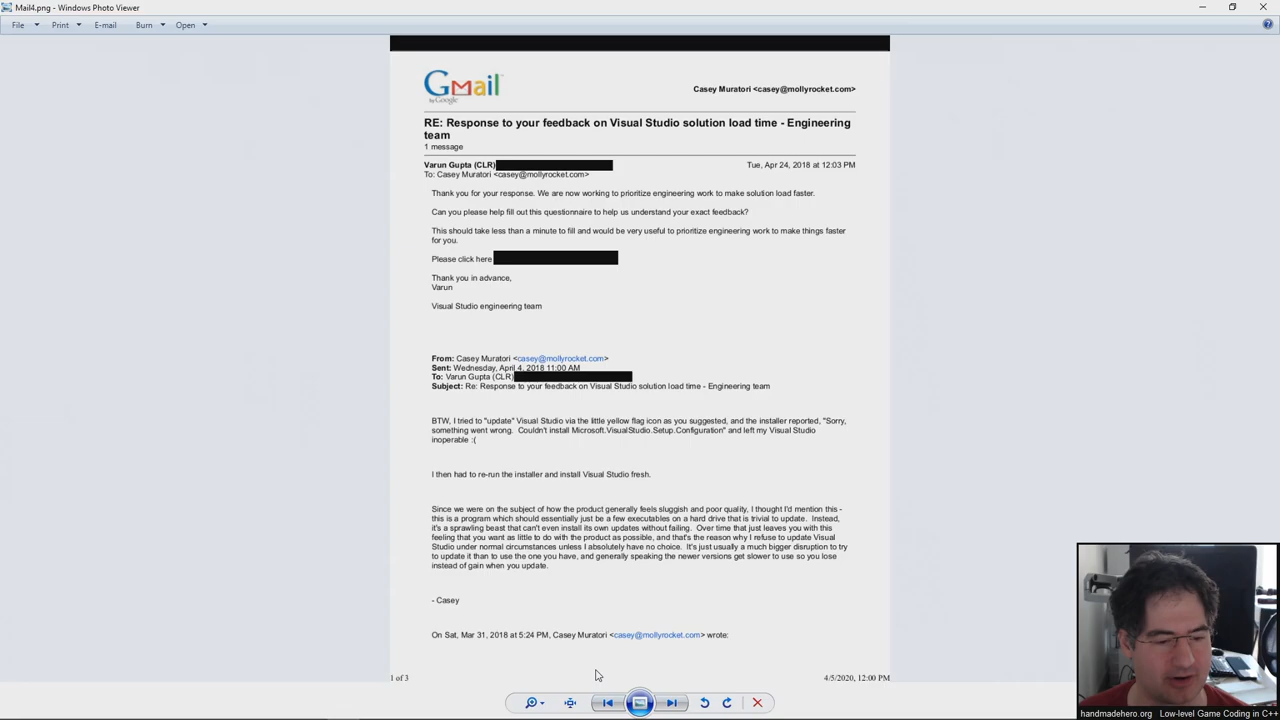 Mail4.png - Windows Photo Viewer
File Print E-mail Burn Open
Gmail
by Google
Casey Muratori <casey@mollyrocket.com>
RE: Response to your feedback on Visual Studio solution load time - Engineering
team
1 message
Varun Gupta (CLR) Tue, Apr 24, 2018 at 12:03 PM
To: Casey Muratori <casey@mollyrocket.com>
Thank you for your response. We are now working to prioritize engineering work to make solution load faster.
Can you please help fill out this questionnaire to help us understand your exact feedback?
This should take less than a minute to fill and would be very useful to prioritize engineering work to make things faster
for you.
Please click here
Thank you in advance,
Varun
Visual Studio engineering team
From: Casey Muratori <casey@mollyrocket.com>
Sent: Wednesday, April 4, 2018 11:00 AM
To: Varun Gupta (CLR)
Subject: Re: Response to your feedback on Visual Studio solution load time - Engineering team
BTW, I tried to "update" Visual Studio via the little yellow flag icon as you suggested, and the installer reported, "Sorry,
something went wrong. Couldn't install Microsoft.VisualStudio.Setup.Configuration" and left my Visual Studio
inoperable :(
I then had to re-run the installer and install Visual Studio fresh.
Since we were on the subject of how the product generally feels sluggish and poor quality, I thought I'd mention this -
this is a program which should essentially just be a few executables on a hard drive that is trivial to update. Instead,
it's a sprawling beast that can't even install its own updates without failing. Over time that just leaves you with this
feeling that you want as little to do with the product as possible, and that's the reason why I refuse to update Visual
Studio under normal circumstances unless I absolutely have no choice. It's just usually a much bigger disruption to try
to update it than to use the one you have, and generally speaking the newer versions get slower to use so you lose
instead of gain when you update.
- Casey
On Sat, Mar 31, 2018 at 5:24 PM, Casey Muratori <casey@mollyrocket.com> wrote:
1 of 3 4/5/2020, 12:00 PM
handmadehero.org Low-level Game Coding in C++